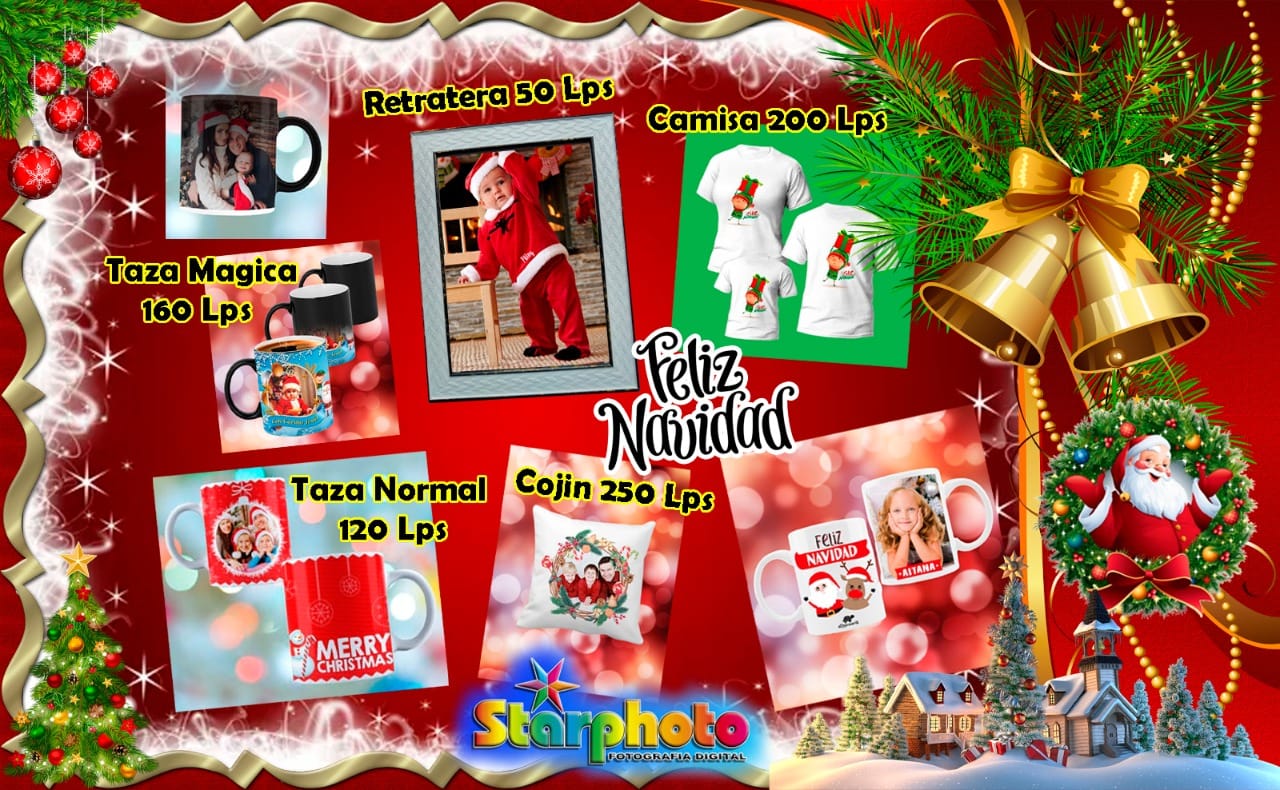 Retratera 50 Lps
Camisa 200 Lps
Taza Magica
160 Lps
Feliz
Navidad
Taza Normal
120 Lps
Cojin 250 Lps
FELIZ
NAVIDAD
AITANA
MERRY
CHRISTMAS
Starphoto
FOTOGRAFIA DIGITAL